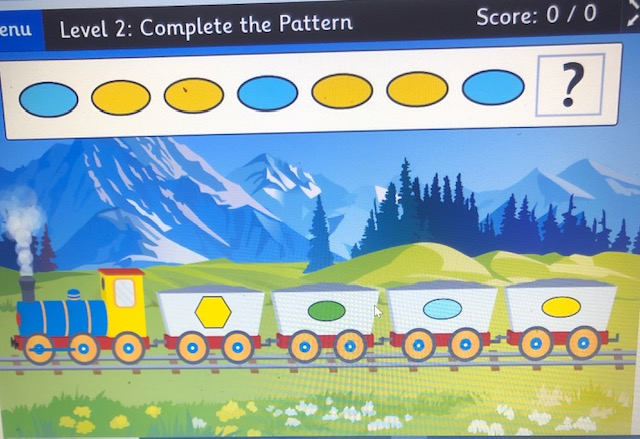 enu
Level 2: Complete the Pattern
Score: 0 / 0
?